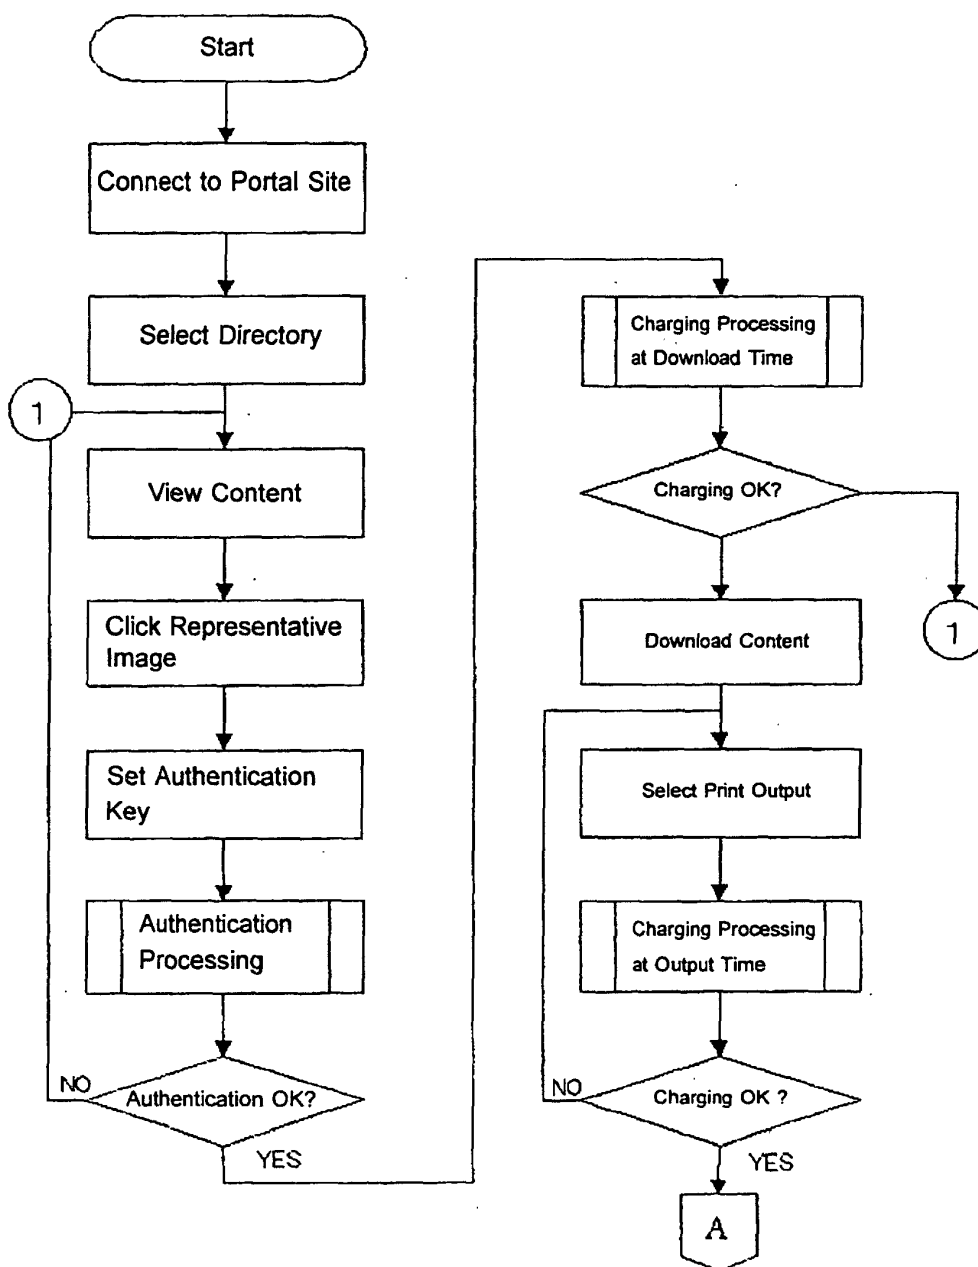 Start
Connect to Portal Site
Select Directory
1
View Content
Click Representative
Image
Set Authentication
Key
Authentication
Processing
NO
Authentication OK?
YES
Charging Processing
at Download Time
Charging OK?
1
Download Content
Select Print Output
Charging Processing
at Output Time
NO
Charging OK ?
YES
A